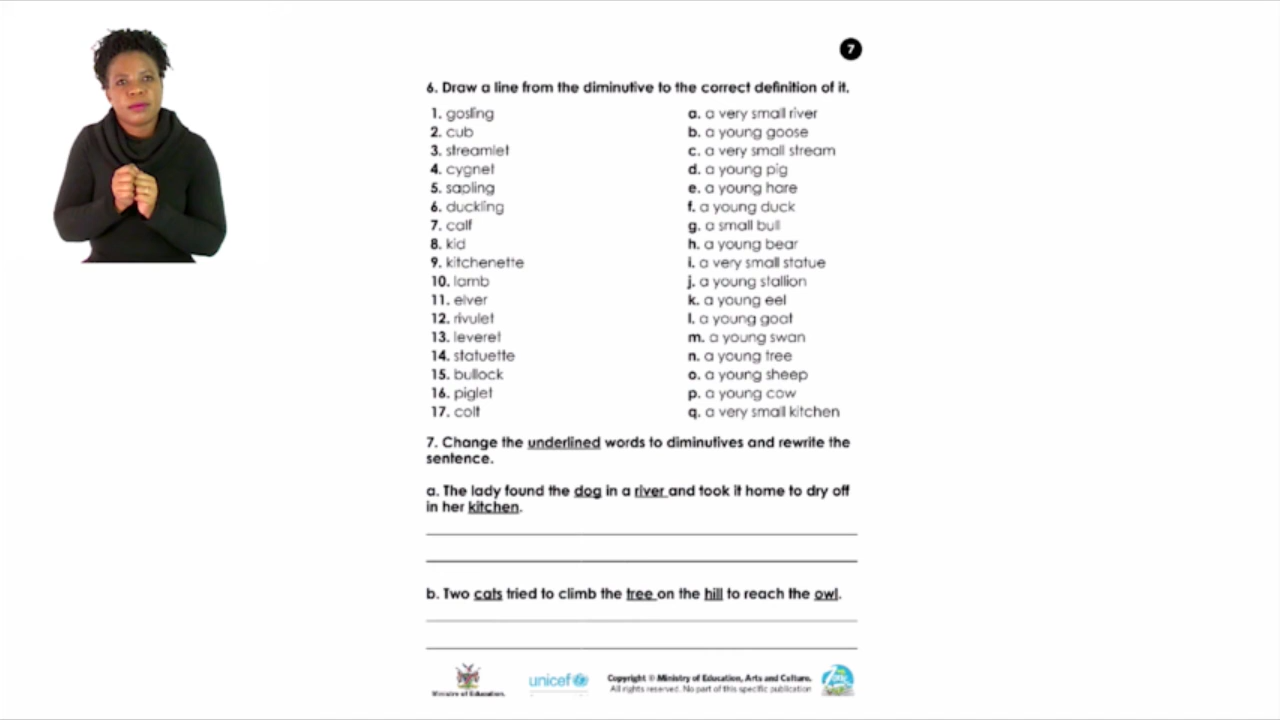 7
6. Draw a line from the diminutive to the correct definition of it.
1. gosling
2. cub
3. streamlet
4. cygnet
5. sapling
6. duckling
7. calf
8. kid
9. kitchenette
10. lamb
11. elver
12. rivulet
13. leveret
14. statuette
15. bullock
16. piglet
17. colt
a. a very small river
b. a young goose
c. a very small stream
d. a young pig
e. a young hare
f. a young duck
g. a small bull
h. a young bear
i. a very small statue
j. a young stallion
k. a young eel
l. a young goat
m. a young swan
n. a young tree
o. a young sheep
p. a young cow
q. a very small kitchen
7. Change the underlined words to diminutives and rewrite the
sentence.
a. The lady found the dog in a river and took it home to dry off
in her kitchen.
b. Two cats tried to climb the tree on the hill to reach the owl.
Ministry of Education.
unicef
Copyright © Ministry of Education, Arts and Culture.
All rights reserved. No part of this specific publication